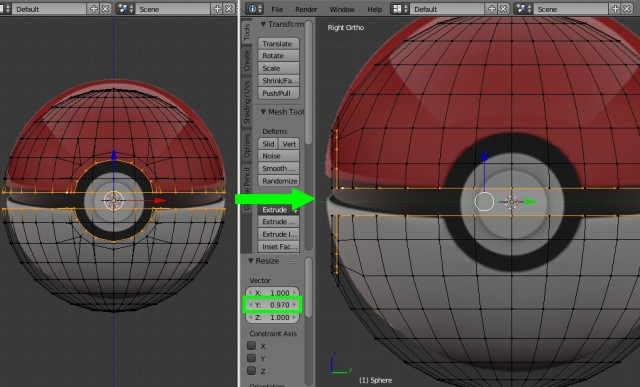 Default
Scene
File
Render
Window
Help
Default
Scene
Tools
Create
Shading / UVs
Options
Transform
Translate
Rotate
Scale
Shrink/Fa...
Push/Pull
Mesh Tool
Deform:
Slid
Vert
Noise
Smooth ...
Randomize
Extrude
Extrude ...
Extrude I...
Inset Fac...
Resize
Vector
X: 1.000
Y: 0.970
Z: 1.000
Constraint Axis
X
Y
Z
Orientation
Right Ortho
(1) Sphere